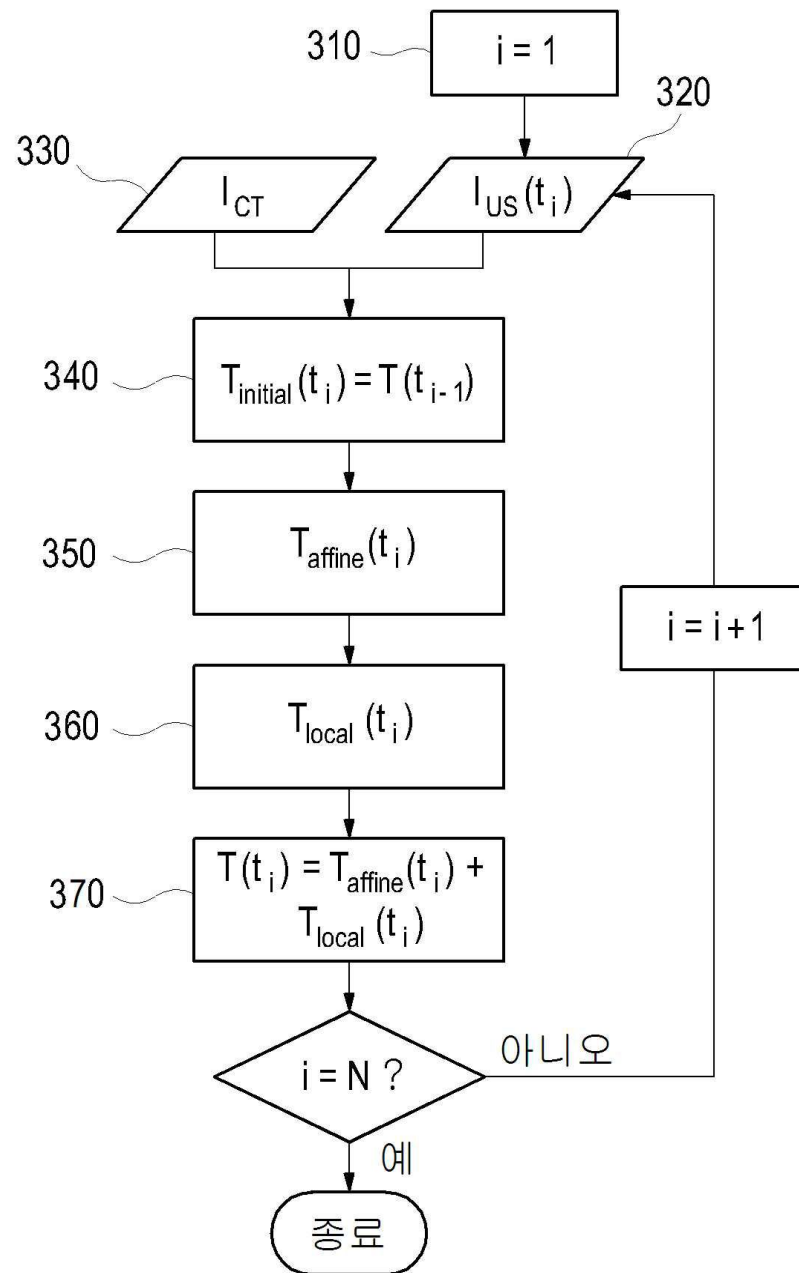 310
i = 1
320
330
I_CT
I_US(t_i)
340
T_initial(t_i) = T(t_{i-1})
350
T_affine(t_i)
i = i + 1
360
T_local (t_i)
370
T(t_i) = T_affine(t_i) +
T_local (t_i)
i = N ?
아니오
예
종료